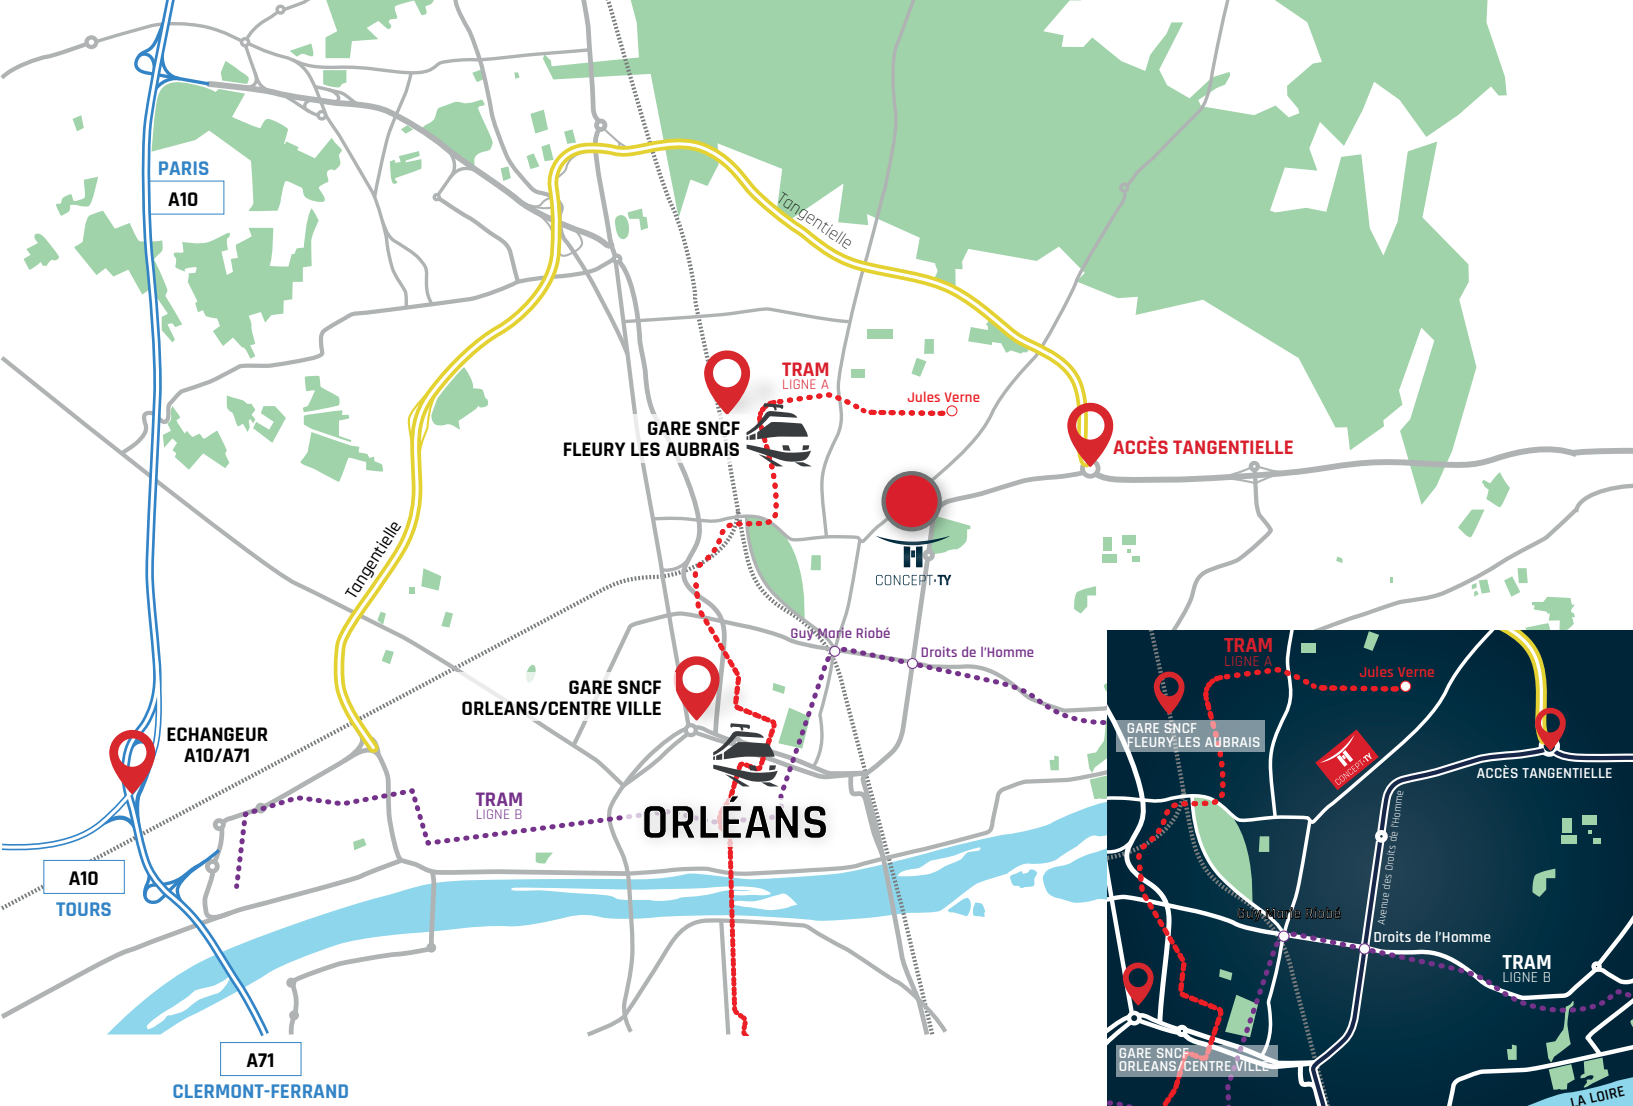 PARIS
A10
Tangentielle
TRAM
LIGNE A
Jules Verne
GARE SNCF
FLEURY LES AUBRAIS
ACCÈS TANGENTIELLE
Tangentielle
CONCEPT·TY
Guy Marie Riobé
Droits de l'Homme
GARE SNCF
ORLEANS/CENTRE VILLE
ECHANGEUR
A10/A71
TRAM
LIGNE B
ORLÉANS
A10
TOURS
A71
CLERMONT-FERRAND
TRAM
LIGNE A
Jules Verne
GARE SNCF
FLEURY LES AUBRAIS
CONCEPT·TY
ACCÈS TANGENTIELLE
Avenue des Droits de l'Homme
Guy Marie Riobé
Droits de l'Homme
TRAM
LIGNE B
GARE SNCF
ORLEANS/CENTRE VILLE
LA LOIRE